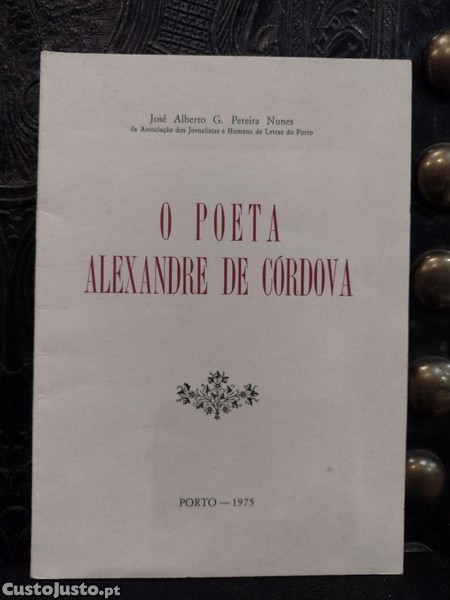 José Alberto G. Pereira Nunes
da Associação dos Jornalistas e Homens de Letras do Porto
O POETA
ALEXANDRE DE CÓRDOVA
PORTO — 1975
CustoJusto.pt